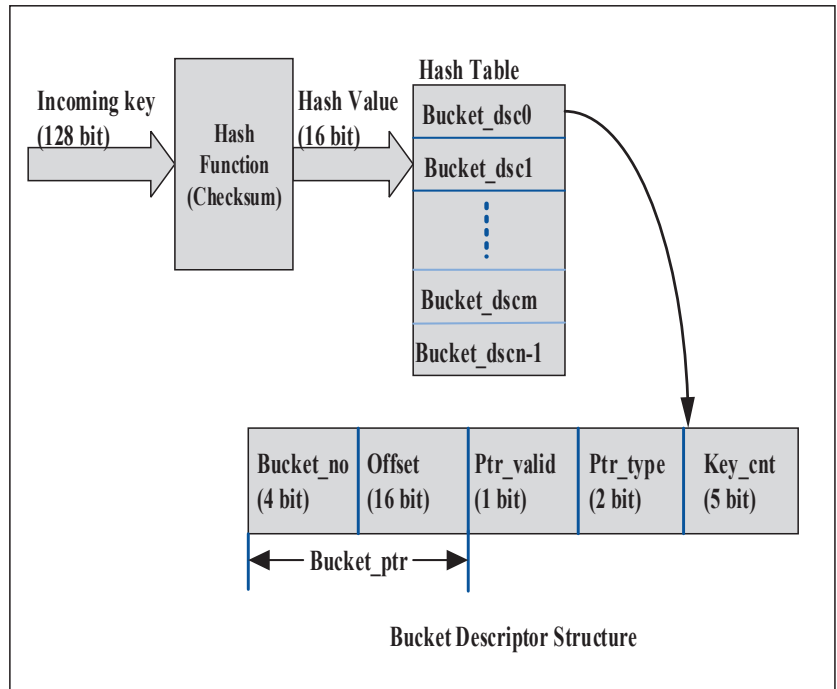 Incoming key
(128 bit)
Hash
Function
(Checksum)
Hash Value
(16 bit)
Hash Table
Bucket_dsc0
Bucket_dsc1
Bucket_dscm
Bucket_dscn-1
Bucket_no
(4 bit)
Offset
(16 bit)
Ptr_valid
(1 bit)
Ptr_type
(2 bit)
Key_cnt
(5 bit)
Bucket_ptr
Bucket Descriptor Structure